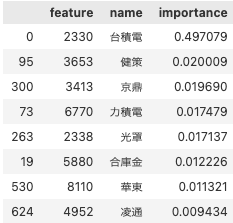 feature name importance
0 2330 台積電 0.497079
95 3653 健策 0.020009
300 3413 京鼎 0.019690
73 6770 力積電 0.017479
263 2338 光罩 0.017137
19 5880 合庫金 0.012226
530 8110 華東 0.011321
624 4952 凌通 0.009434